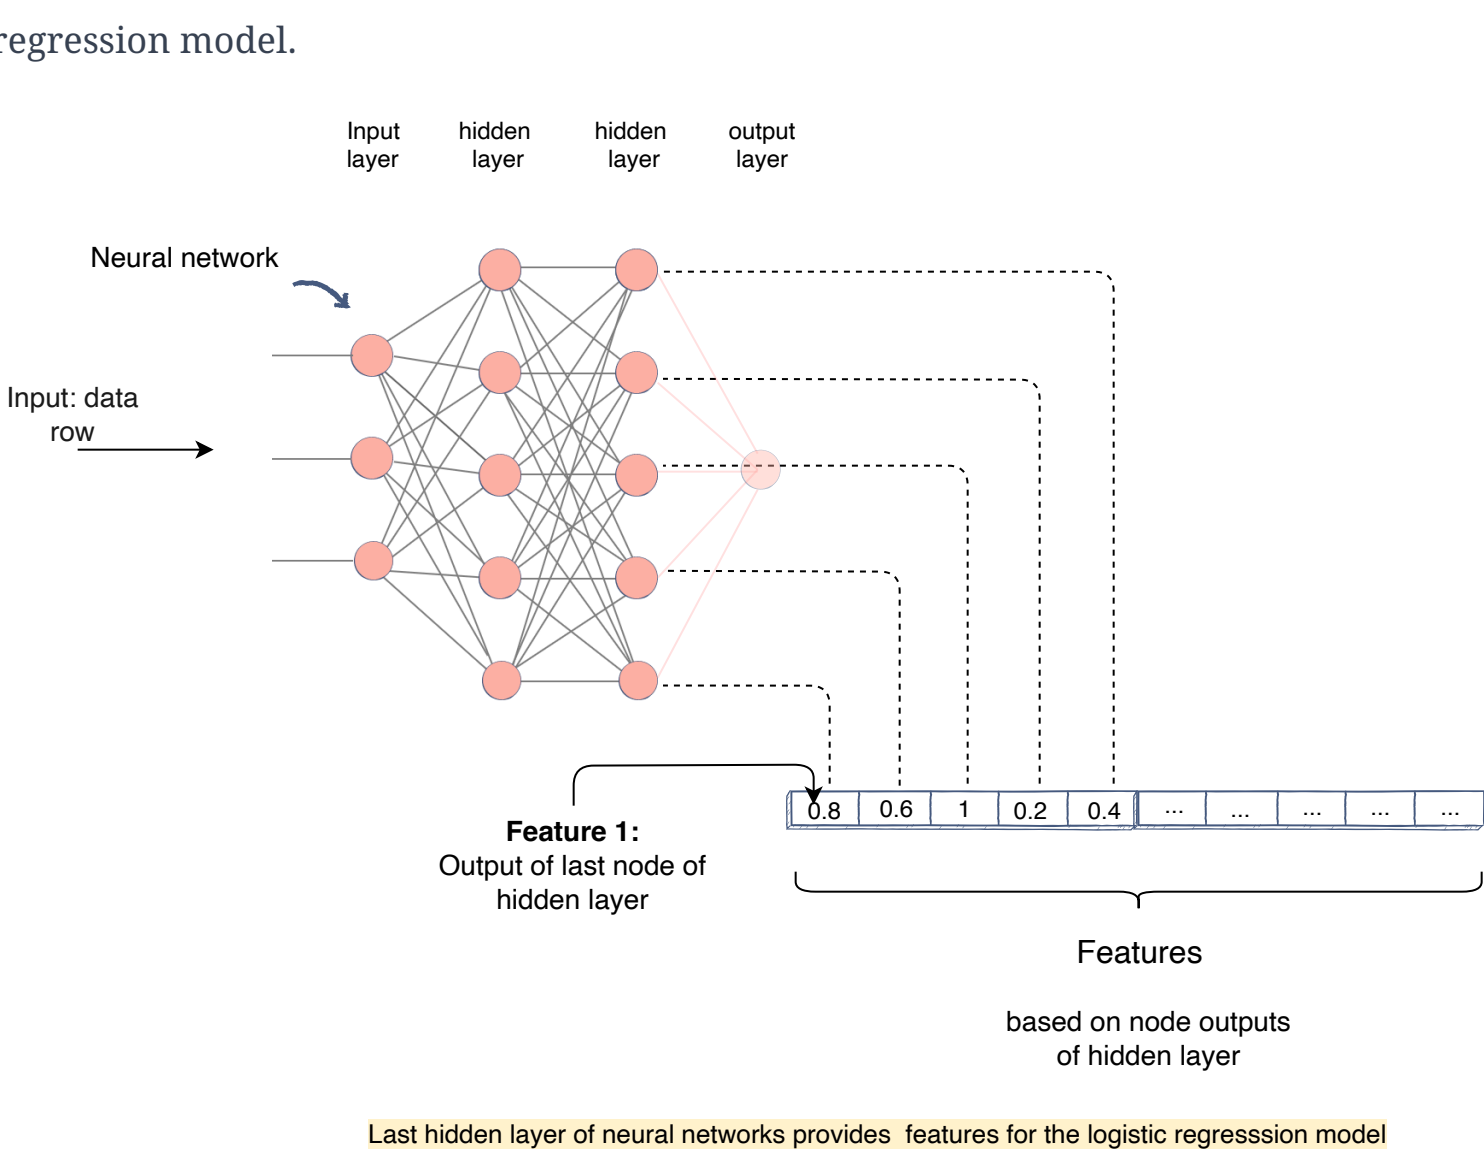 regression model.
Input
layer
hidden
layer
hidden
layer
output
layer
Neural network
Input: data
row
0.8 0.6 1 0.2 0.4 ... ... ... ... ...
Feature 1:
Output of last node of
hidden layer
Features
based on node outputs
of hidden layer
Last hidden layer of neural networks provides  features for the logistic regresssion model